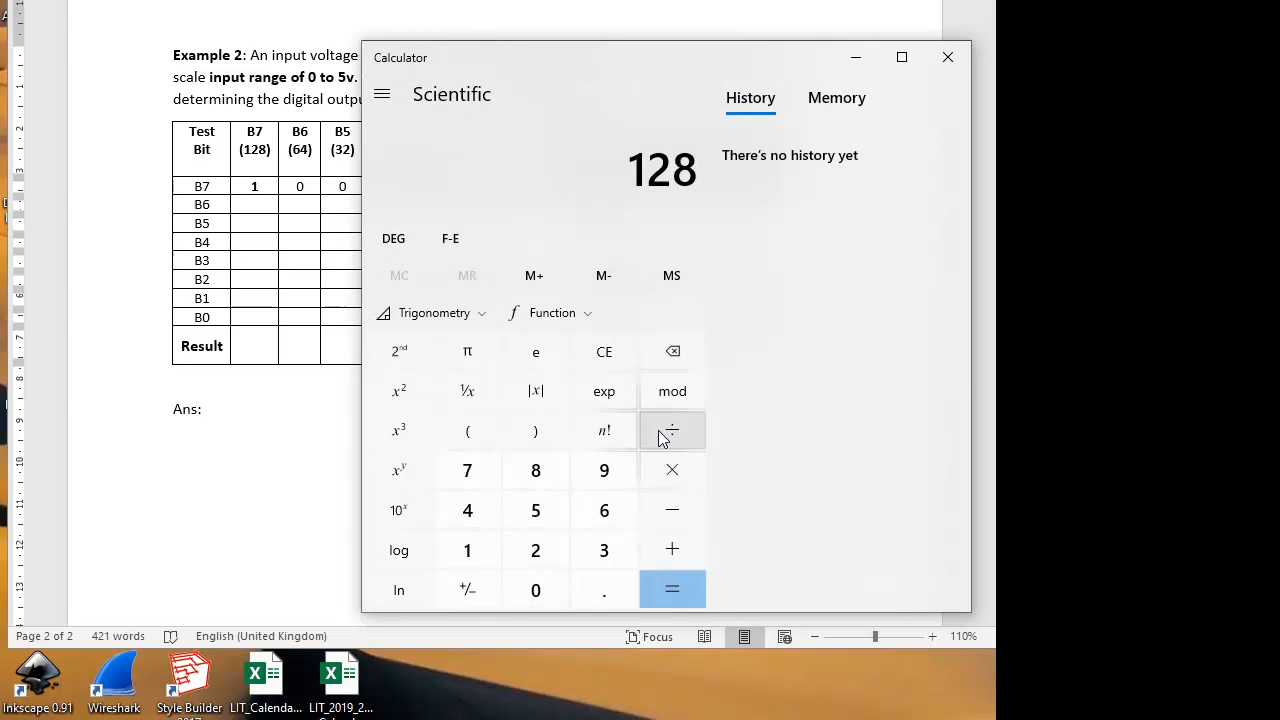 Example 2: An input voltage
scale input range of 0 to 5v.
determining the digital outpu
Test Bit B7 (128) B6 (64) B5 (32)
B7 1 0 0
B6
B5
B4
B3
B2
B1
B0
Result
Ans:
Calculator
Scientific
History Memory
128
There's no history yet
DEG F-E
MC MR M+ M- MS
Trigonometry f Function
2nd π e CE
x² ¹/x |x| exp mod
x³ ( ) n! ÷
xʸ 7 8 9 ×
10ˣ 4 5 6 −
log 1 2 3 +
ln +/− 0 . =
Page 2 of 2 421 words English (United Kingdom) Focus − + 110%
Inkscape 0.91 Wireshark Style Builder LIT_Calenda... LIT_2019_2...